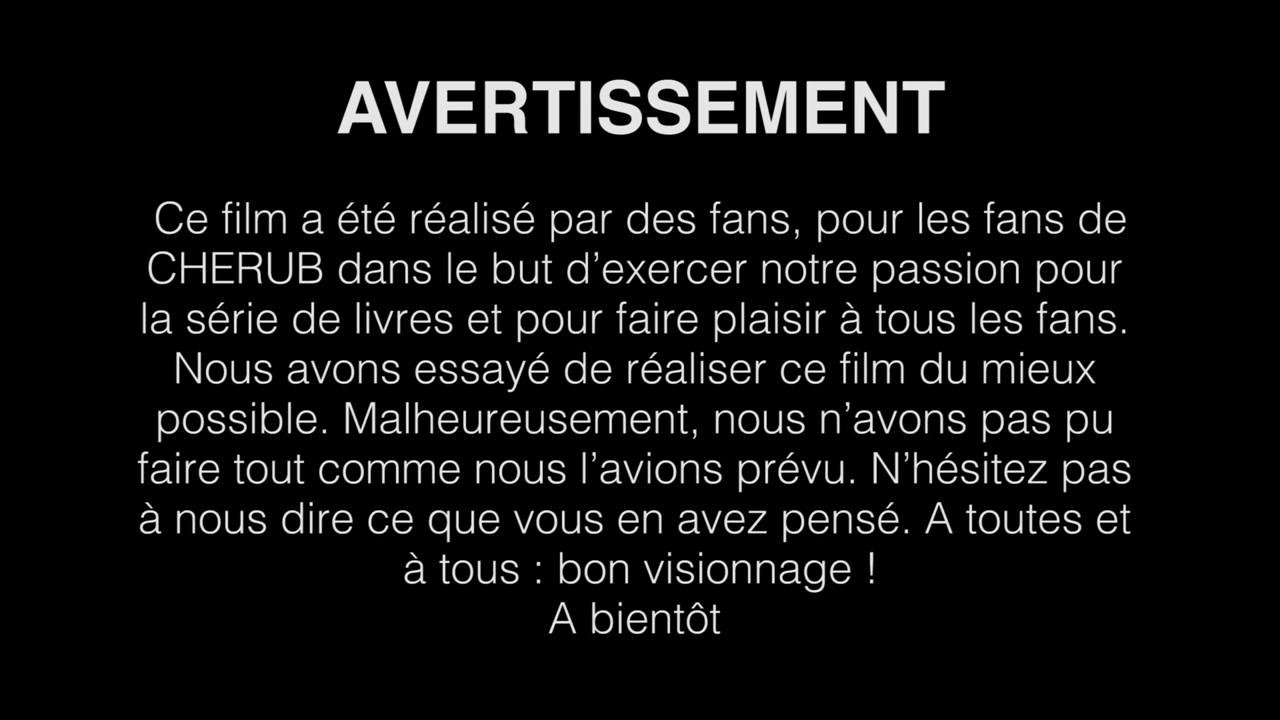 AVERTISSEMENT
Ce film a été réalisé par des fans, pour les fans de
CHERUB dans le but d’exercer notre passion pour
la série de livres et pour faire plaisir à tous les fans.
Nous avons essayé de réaliser ce film du mieux
possible. Malheureusement, nous n’avons pas pu
faire tout comme nous l’avions prévu. N’hésitez pas
à nous dire ce que vous en avez pensé. A toutes et
à tous : bon visionnage !
A bientôt